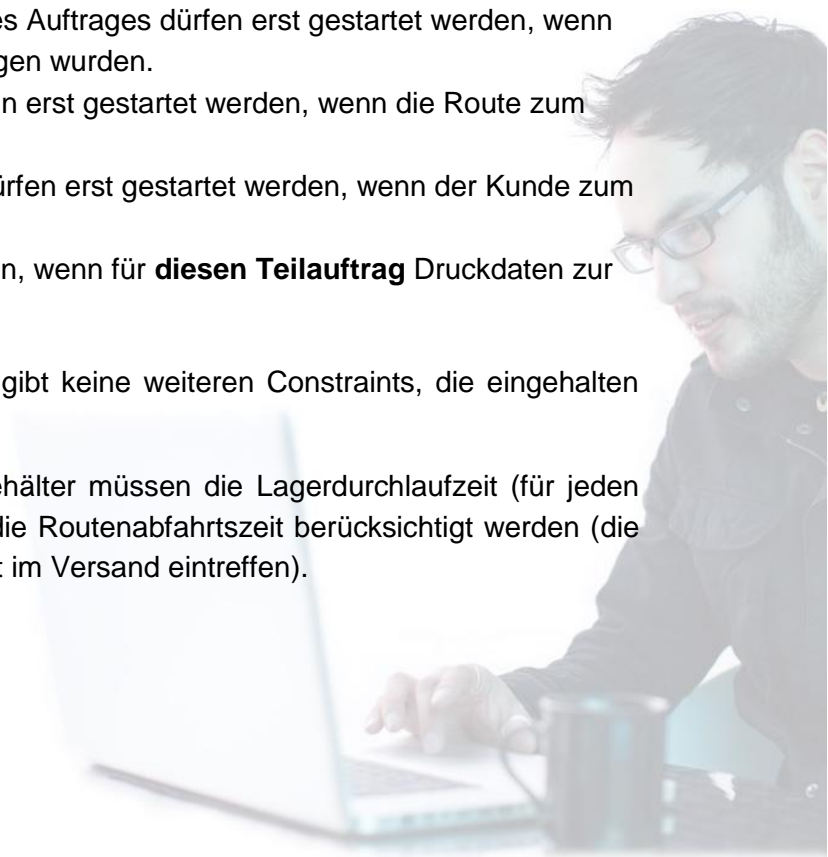 es Auftrages dürfen erst gestartet werden, wenn
gen wurden.
n erst gestartet werden, wenn die Route zum
ürfen erst gestartet werden, wenn der Kunde zum
n, wenn für diesen Teilauftrag Druckdaten zur
gibt keine weiteren Constraints, die eingehalten
ehälter müssen die Lagerdurchlaufzeit (für jeden
die Routenabfahrtszeit berücksichtigt werden (die
t im Versand eintreffen).